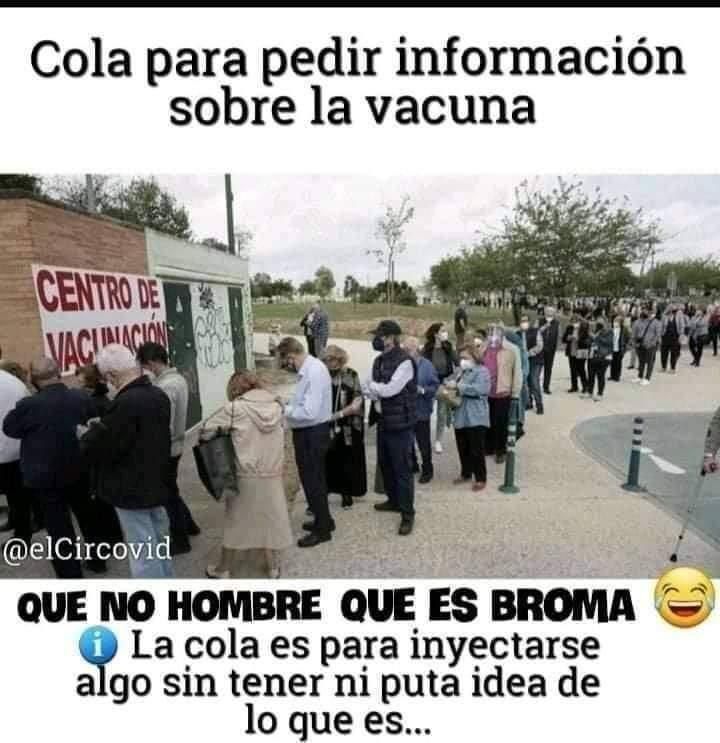 Cola para pedir información
sobre la vacuna
CENTRO DE
VACUNACIÓN
@elCircovid
QUE NO HOMBRE QUE ES BROMA 😂
ℹ️ La cola es para inyectarse
algo sin tener ni puta idea de
lo que es...